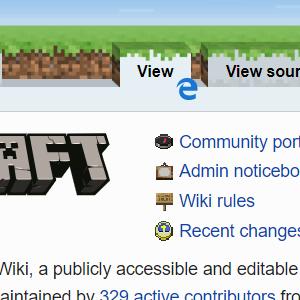 View
View sour
AFT
Community port
Admin noticebo
Wiki rules
Recent changes
Wiki, a publicly accessible and editable
aintained by 329 active contributors fro